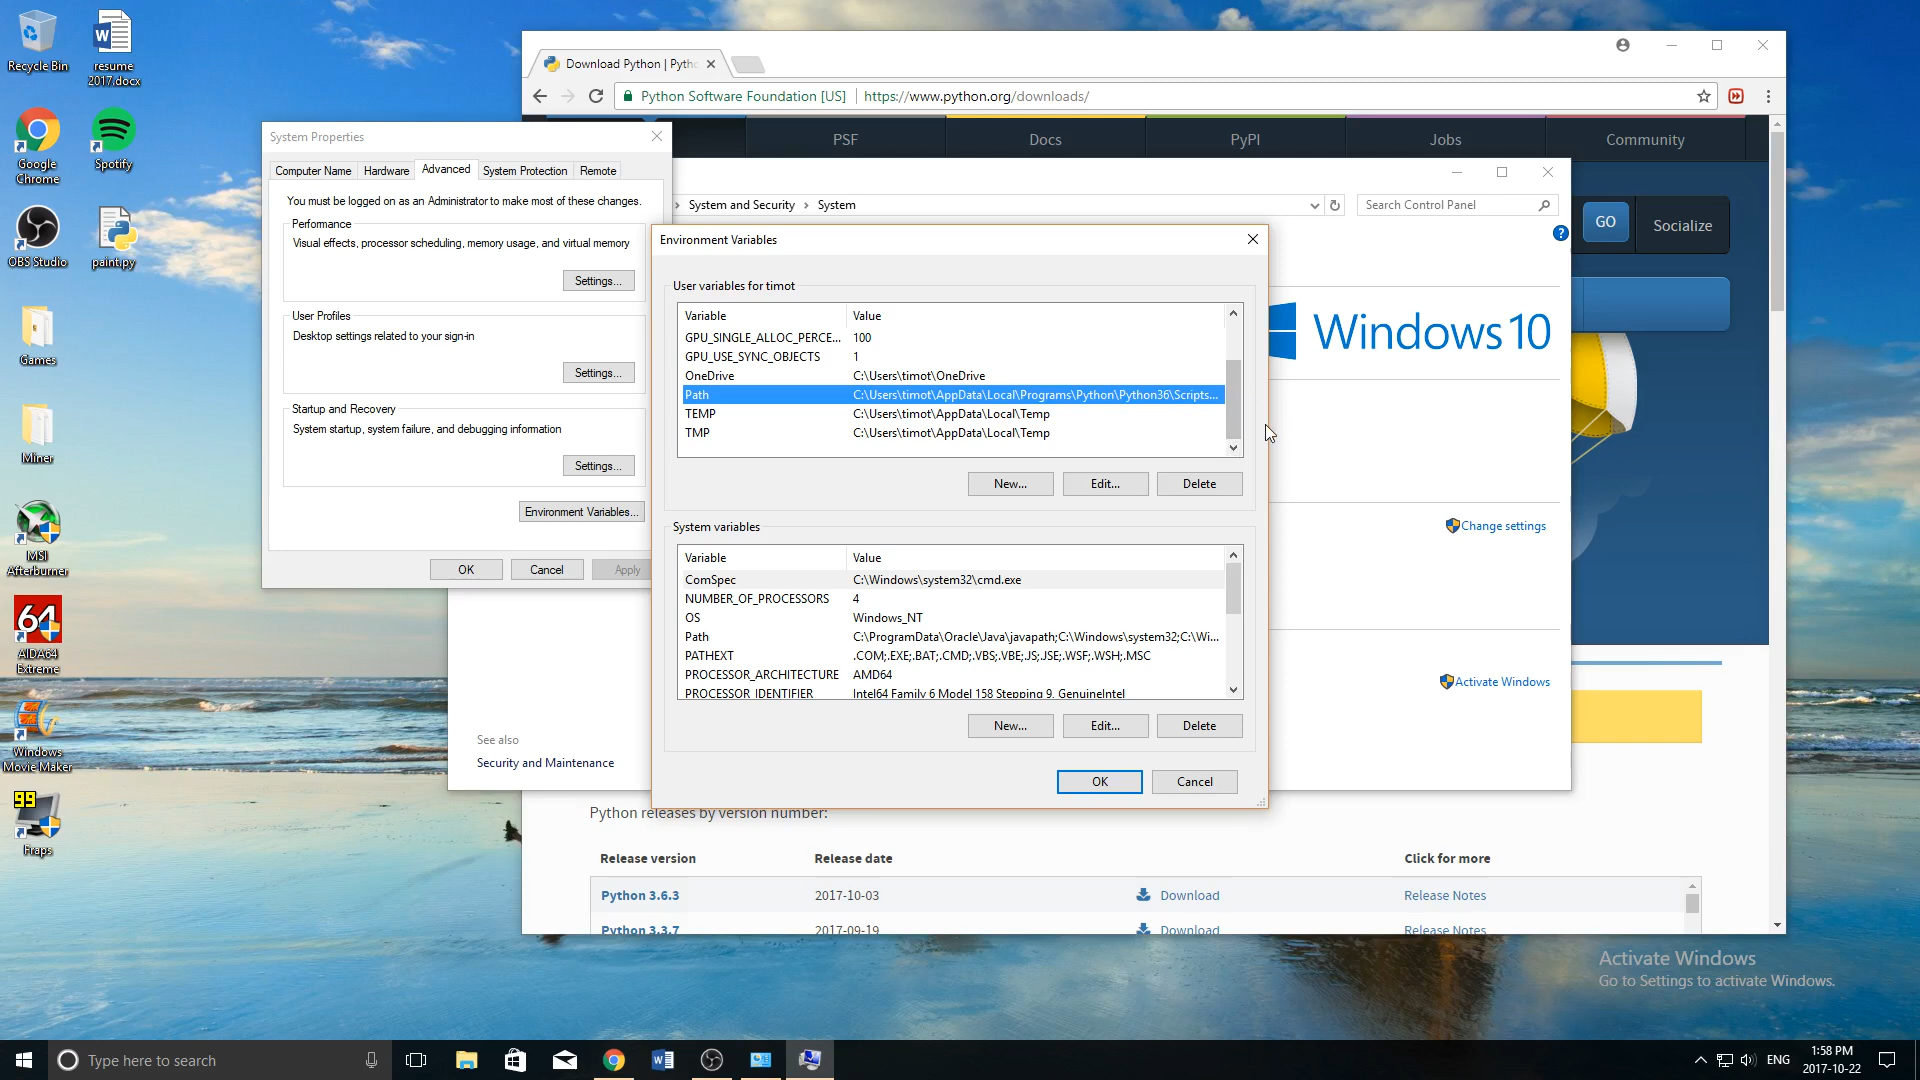 Recycle Bin
resume
2017.docx
Google
Chrome
Spotify
OBS Studio
paint.py
Games
Miner
MSI
Afterburner
64
AIDA64
Extreme
Windows
Movie Maker
99
Fraps
Download Python | Pytho
Python Software Foundation [US]
https://www.python.org/downloads/
PSF
Docs
PyPI
Jobs
Community
GO
Socialize
System and Security
System
Search Control Panel
Windows 10
Change settings
Activate Windows
See also
Security and Maintenance
System Properties
Computer Name
Hardware
Advanced
System Protection
Remote
You must be logged on as an Administrator to make most of these changes.
Performance
Visual effects, processor scheduling, memory usage, and virtual memory
Settings...
User Profiles
Desktop settings related to your sign-in
Settings...
Startup and Recovery
System startup, system failure, and debugging information
Settings...
Environment Variables...
OK
Cancel
Apply
Environment Variables
User variables for timot
Variable Value
GPU_SINGLE_ALLOC_PERCE... 100
GPU_USE_SYNC_OBJECTS 1
OneDrive C:\Users\timot\OneDrive
Path C:\Users\timot\AppData\Local\Programs\Python\Python36\Scripts...
TEMP C:\Users\timot\AppData\Local\Temp
TMP C:\Users\timot\AppData\Local\Temp
New... Edit... Delete
System variables
Variable Value
ComSpec C:\Windows\system32\cmd.exe
NUMBER_OF_PROCESSORS 4
OS Windows_NT
Path C:\ProgramData\Oracle\Java\javapath;C:\Windows\system32;C:\Wi...
PATHEXT .COM;.EXE;.BAT;.CMD;.VBS;.VBE;.JS;.JSE;.WSF;.WSH;.MSC
PROCESSOR_ARCHITECTURE AMD64
PROCESSOR_IDENTIFIER Intel64 Family 6 Model 158 Stepping 9, GenuineIntel
New... Edit... Delete
OK Cancel
Python releases by version number:
Release version Release date Click for more
Python 3.6.3 2017-10-03 Download Release Notes
Python 3.3.7 2017-09-19 Download Release Notes
Activate Windows
Go to Settings to activate Windows.
Type here to search
ENG
1:58 PM
2017-10-22